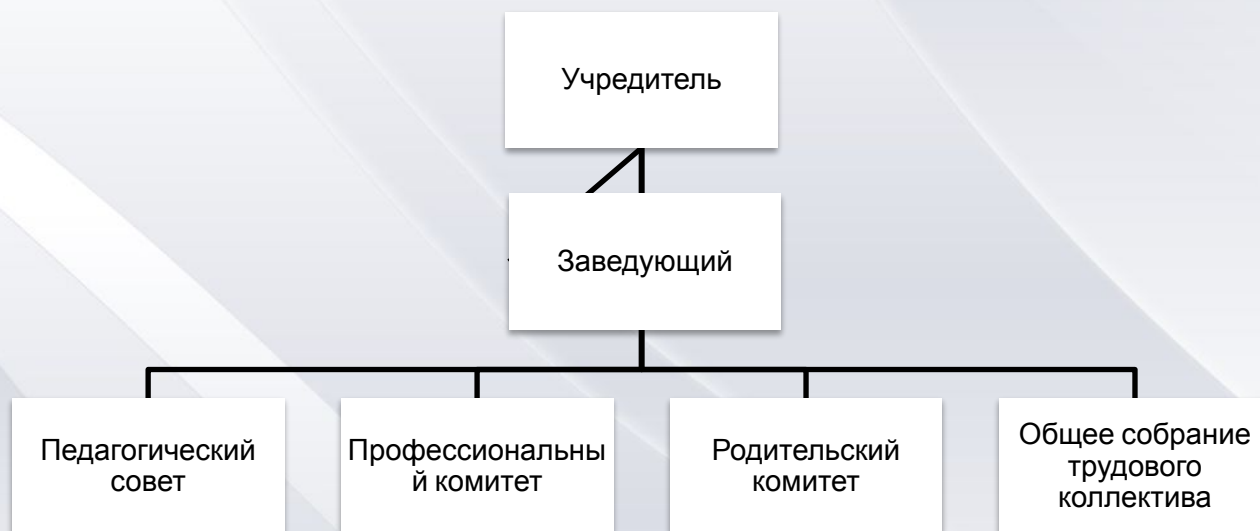 Учредитель
Заведующий
Педагогический
совет
Профессиональны
й комитет
Родительский
комитет
Общее собрание
трудового
коллектива